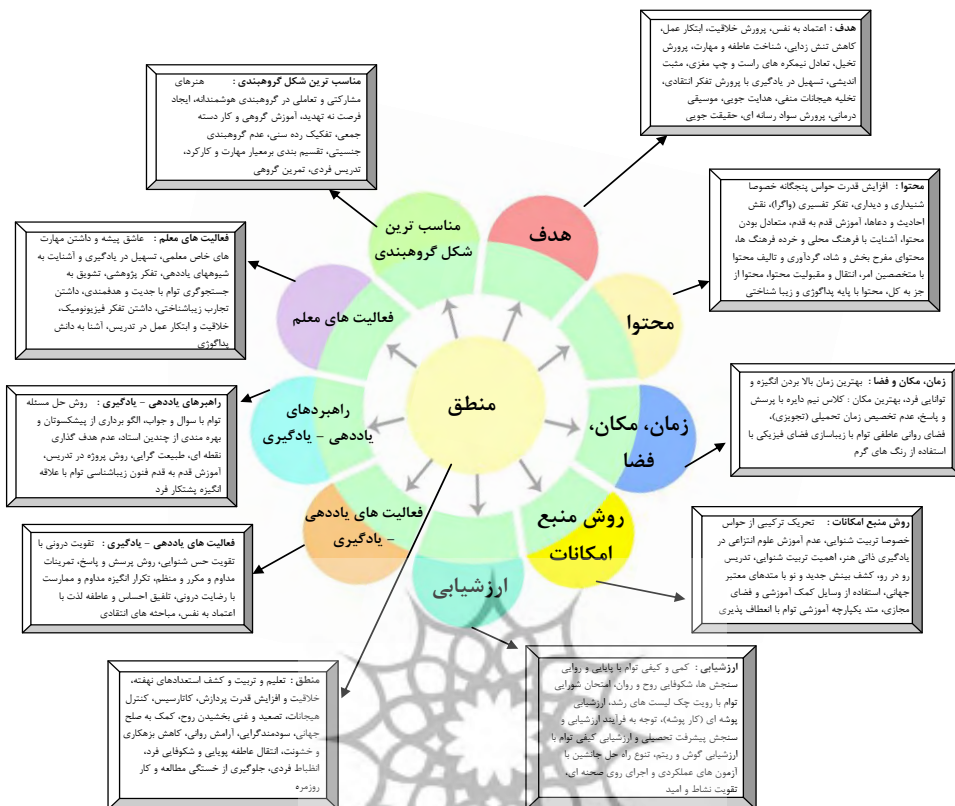 هدف : اعتماد به نفس، پرورش خلاقیت، ابتکار عمل،
کاهش تنش زدایی، شناخت عاطفه و مهارت، پرورش
تخیل، تعادل نیمکره های راست و چپ مغزی، مثبت
اندیشی، تسهیل در یادگیری با پرورش تفکر انتقادی،
تخلیه هیجانات منفی، هدایت جویی، موسیقی
درمانی، پرورش سواد رسانه ای، حقیقت جویی
مناسب ترین شکل گروهبندی : هنرهای
مشارکتی و تعاملی در گروهبندی هوشمندانه، ایجاد
فرصت نه تهدید، آموزش گروهی و کار دسته
جمعی، تفکیک رده سنی، عدم گروهبندی
جنسیتی، تقسیم بندی برمعیار مهارت و کارکرد،
تدریس فردی، تمرین گروهی
محتوا : افزایش قدرت حواس پنجگانه خصوصا
شنیداری و دیداری، تفکر تفسیری (واگرا)، نقش
احادیث و دعاها، آموزش قدم به قدم، متعادل بودن
محتوا، آشنایت با فرهنگ محلی و خرده فرهنگ ها،
محتوای مفرح بخش و شاد، گردآوری و تالیف محتوا
با متخصصین امر، انتقال و مقبولیت محتوا، محتوا از
جز به کل، محتوا با پایه پداگوژی و زیبا شناختی
فعالیت های معلم : عاشق پیشه و داشتن مهارت
های خاص معلمی، تسهیل در یادگیری و آشنایت به
شیوههای یاددهی، تفکر پژوهشی، تشویق به
جستجوگری توام با جدیت و هدفمندی، داشتن
تجارب زیباشناختی، داشتن تفکر فیزیونومیک،
خلاقیت و ابتکار عمل در تدریس، آشنا به دانش
پداگوژی
زمان، مکان و فضا : بهترین زمان بالا بردن انگیزه و
توانایی فرد، بهترین مکان : کلاس نیم دایره با پرسش
و پاسخ، عدم تخصیص زمان تحمیلی (تجویزی)،
فضای روانی عاطفی توام با زیباسازی فضای فیزیکی با
استفاده از رنگ های گرم
راهبرهای یاددهی – یادگیری : روش حل مسئله
توام با سوال و جواب، الگو برداری از پیشکسوتان و
بهره مندی از چندین استاد، عدم هدف گذاری
نقطه ای، طبیعت گرایی، روش پروژه در تدریس،
آموزش قدم به قدم فنون زیباشناسی توام با علاقه
انگیزه پشتکار فرد
روش منبع امکانات : تحریک ترکیبی از حواس
خصوصا تربیت شنوایی، عدم آموزش علوم انتزاعی در
یادگیری ذاتی هنر، اهمیت تربیت شنوایی، تدریس
رو در رو، کشف بینش جدید و نو با متدهای معتبر
جهانی، استفاده از وسایل کمک آموزشی و فضای
مجازی، متد یکپارچه آموزشی توام با انعطاف پذیری
فعالیت های یاددهی – یادگیری : تقویت درونی با
تقویت حس شنوایی، روش پرسش و پاسخ، تمرینات
مداوم و مکرر و منظم، تکرار انگیزه مداوم و ممارست
با رضایت درونی، تلفیق احساس و عاطفه لذت با
اعتماد به نفس، مباحثه های انتقادی
ارزشیابی : کمی و کیفی توام با پایایی و روایی
سنجش ها، شکوفایی روح و روان، امتحان شورایی
توام با رویت چک لیست های رشد، ارزشیابی
پوشه ای (کار پوشه)، توجه به فرآیند ارزشیابی و
سنجش پیشرفت تحصیلی و ارزشیابی کیفی توام با
ارزشیابی گوش و ریتم، تنوع راه حل جانشین با
آزمون های عملکردی و اجرای روی صحنه ای،
تقویت نشاط و امید
منطق : تعلیم و تربیت و کشف استعدادهای نهفته،
خلاقیت و افزایش قدرت پردازش، کاتارسیس، کنترل
هیجانات، تصعید و غنی بخشیدن روح، کمک به صلح
جهانی، سودمندگرایی، آرامش روانی، کاهش بزهکاری
و خشونت، انتقال عاطفه پویایی و شکوفایی فرد،
انظباط فردی، جلوگیری از خستگی مطالعه و کار
روزمره
هدف
محتوا
زمان، مکان،
فضا
روش منبع
امکانات
ارزشیابی
فعالیت های یاددهی
– یادگیری
راهبردهای
یاددهی – یادگیری
فعالیت های معلم
مناسب ترین
شکل گروهبندی
منطق